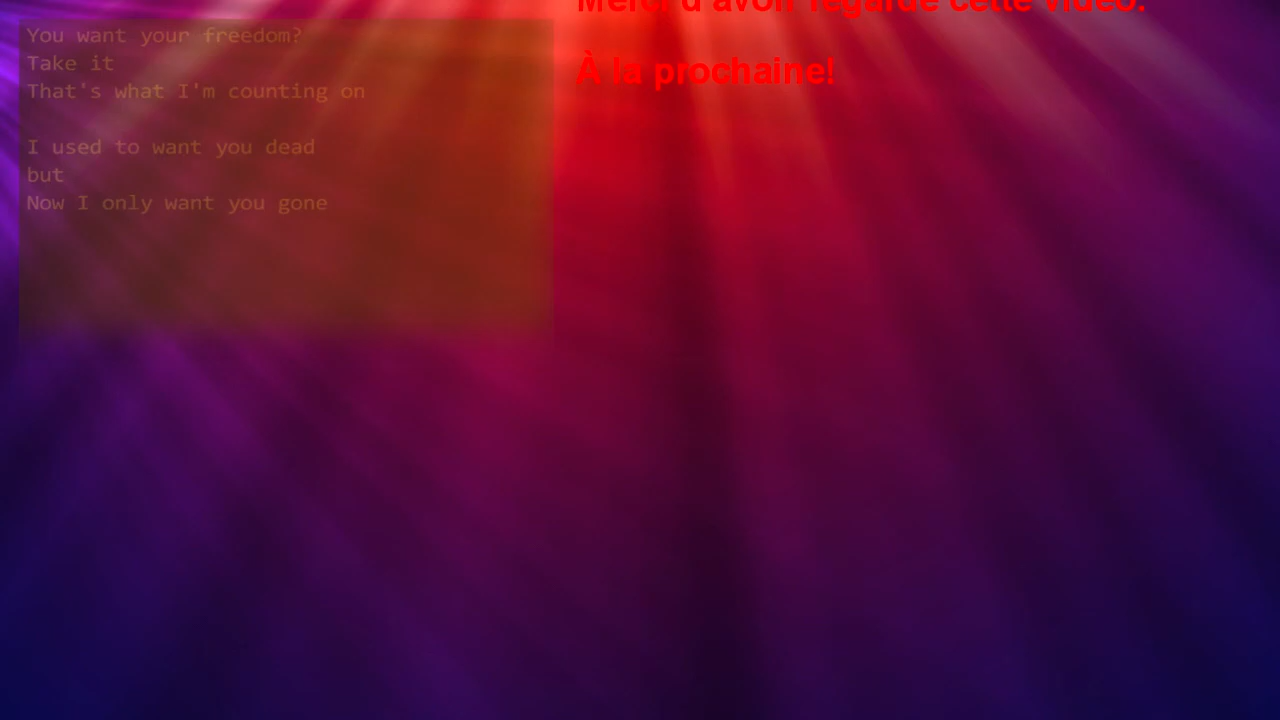 You want your freedom?
Take it
That's what I'm counting on
I used to want you dead
but
Now I only want you gone
Merci d'avoir regardé cette vidéo.
À la prochaine!